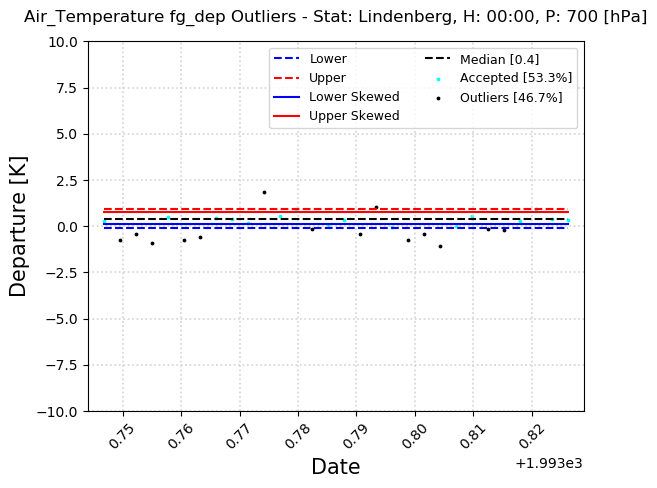 Air_Temperature fg_dep Outliers - Stat: Lindenberg, H: 00:00, P: 700 [hPa]
Lower
Upper
Lower Skewed
Upper Skewed
Median [0.4]
Accepted [53.3%]
Outliers [46.7%]
Departure [K]
10.0
7.5
5.0
2.5
0.0
−2.5
−5.0
−7.5
−10.0
0.75
0.76
0.77
0.78
0.79
0.80
0.81
0.82
+1.993e3
Date